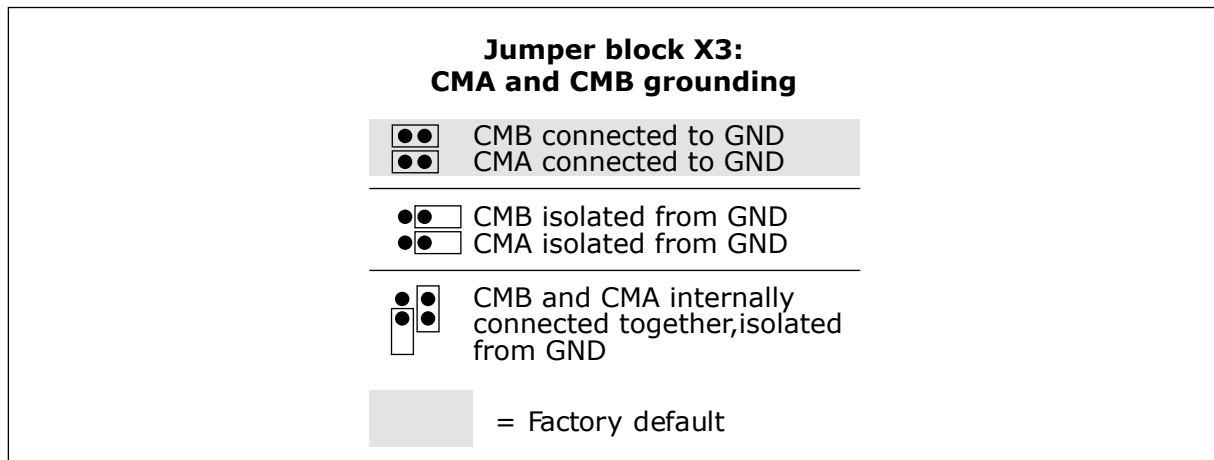 Jumper block X3:
CMA and CMB grounding
CMB connected to GND
CMA connected to GND
CMB isolated from GND
CMA isolated from GND
CMB and CMA internally
connected together,isolated
from GND
= Factory default